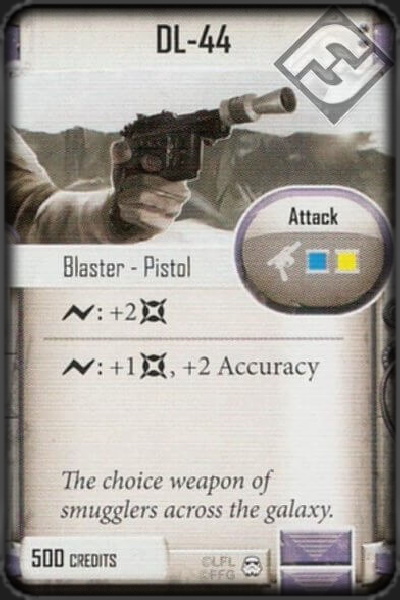 DL-44
Attack
Blaster - Pistol
: +2
: +1, +2 Accuracy
The choice weapon of
smugglers across the galaxy.
500 CREDITS
©LFL
©FFG